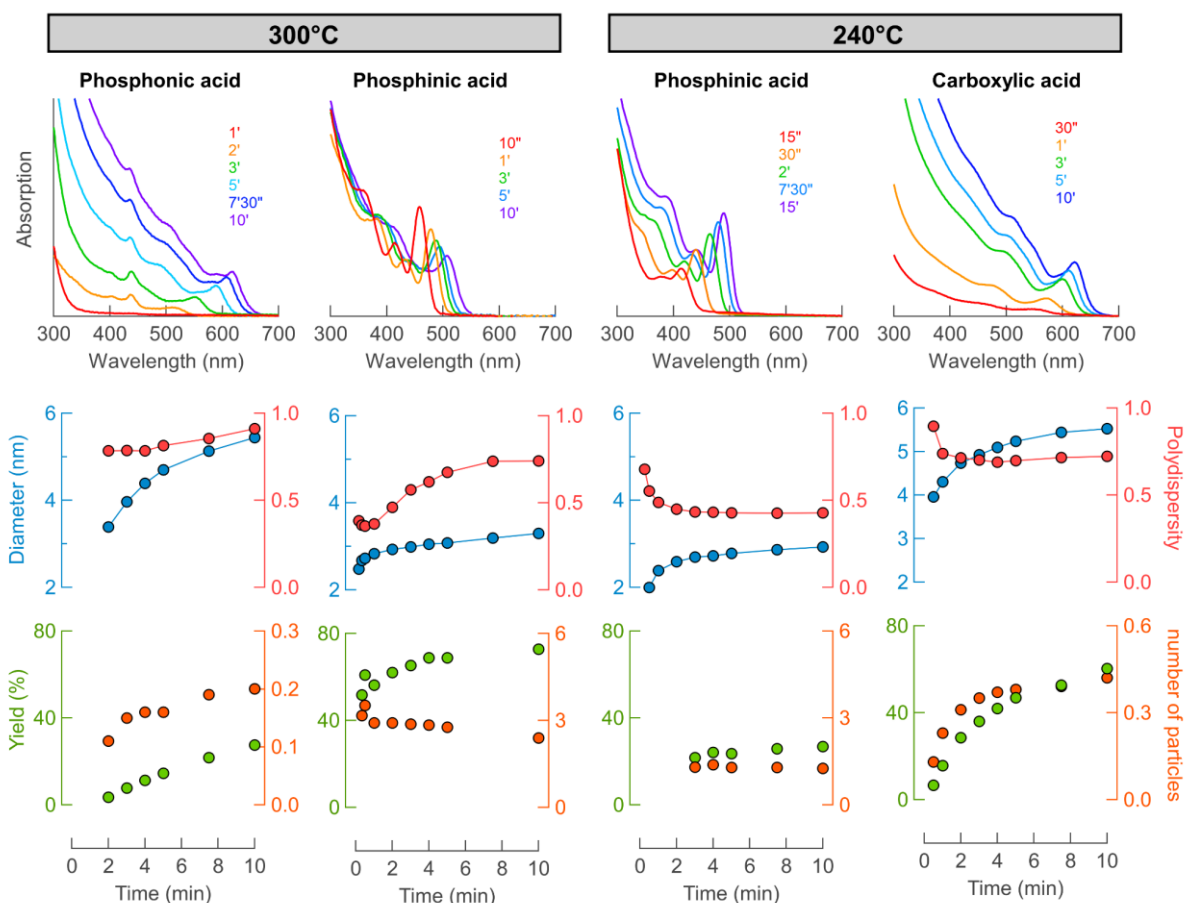 300°C
240°C
Phosphonic acid
Phosphinic acid
Phosphinic acid
Carboxylic acid
Absorption
1'
2'
3'
5'
7'30"
10'
10"
1'
3'
5'
10'
15"
30"
2'
7'30"
15'
30"
1'
3'
5'
10'
300 400 500 600 700
300 400 500 600 700
300 400 500 600 700
300 400 500 600 700
Wavelength (nm)
Wavelength (nm)
Wavelength (nm)
Wavelength (nm)
Diameter (nm)
6
4
2
1.0
0.5
0.0
6
5
4
3
2
1.0
0.5
0.0
6
4
2
1.0
0.5
0.0
6
5
4
3
2
1.0
0.5
0.0
Polydispersity
Yield (%)
80
40
0
0.3
0.2
0.1
0.0
80
40
0
6
3
0
80
40
0
6
3
0
80
40
0
0.6
0.3
0.0
number of particles
0 2 4 6 8 10
0 2 4 6 8 10
0 2 4 6 8 10
0 2 4 6 8 10
Time (min)
Time (min)
Time (min)
Time (min)